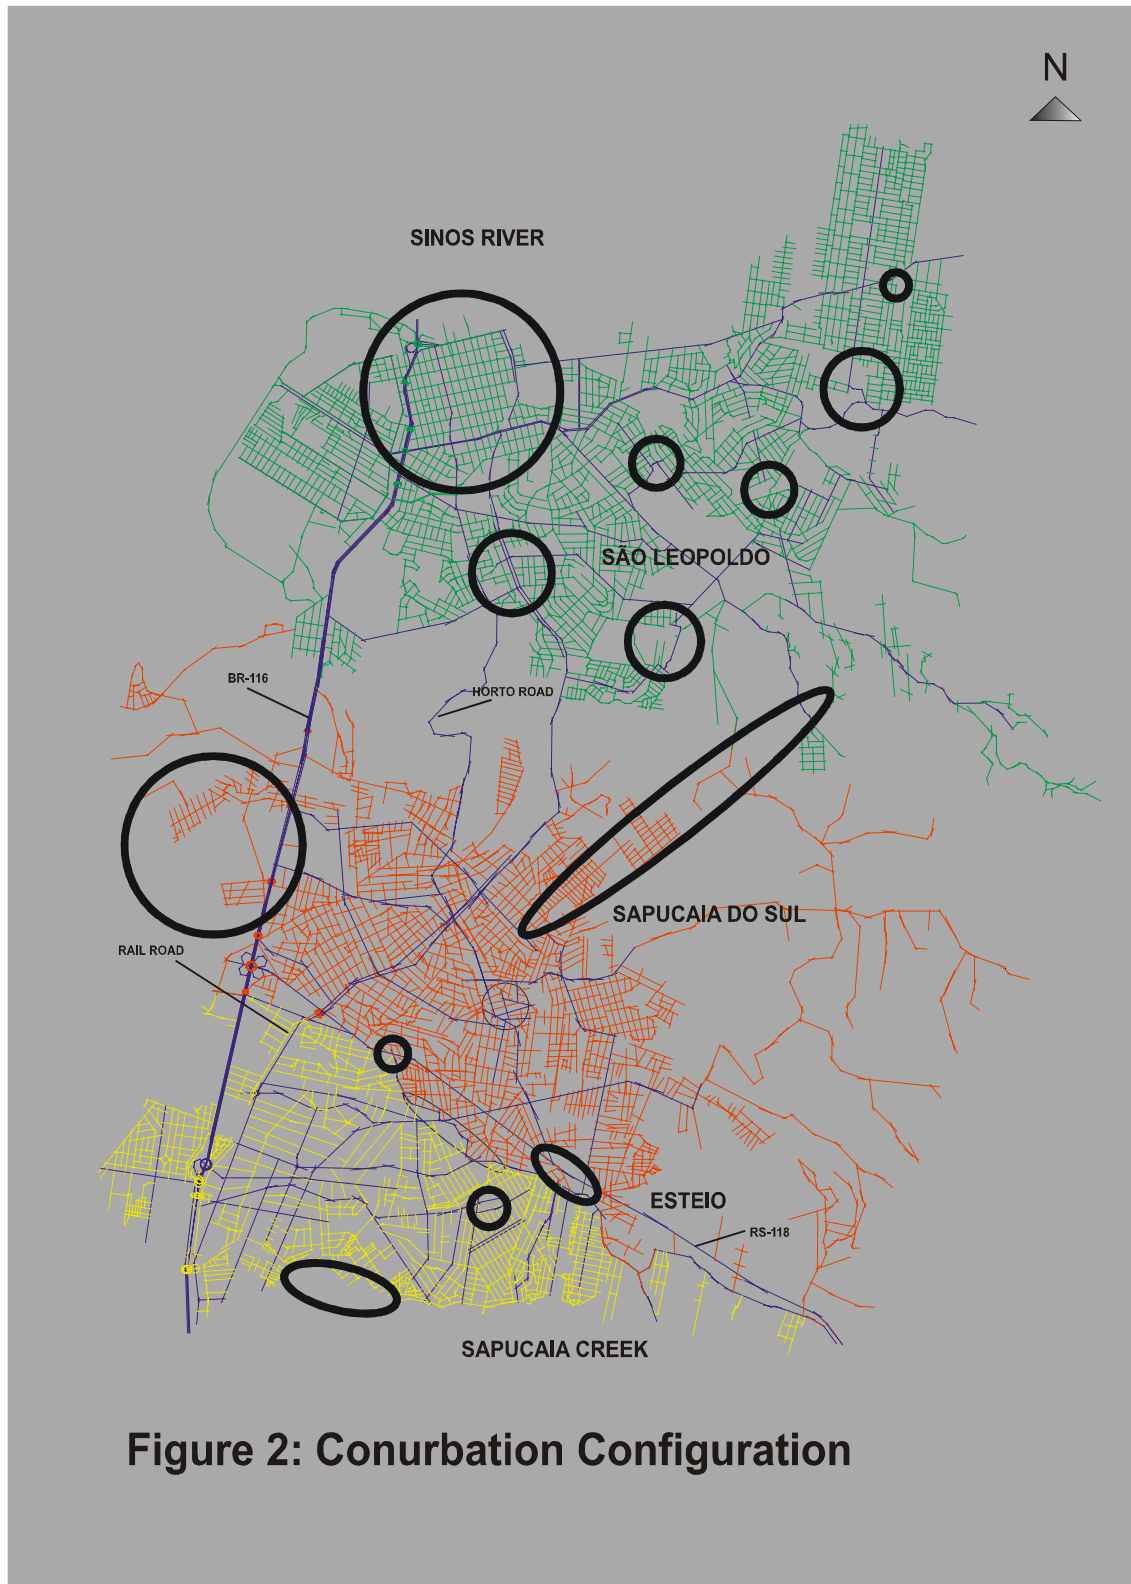 N
SINOS RIVER
SÃO LEOPOLDO
BR-116
HORTO ROAD
SAPUCAIA DO SUL
RAIL ROAD
ESTEIO
RS-118
SAPUCAIA CREEK
Figure 2: Conurbation Configuration